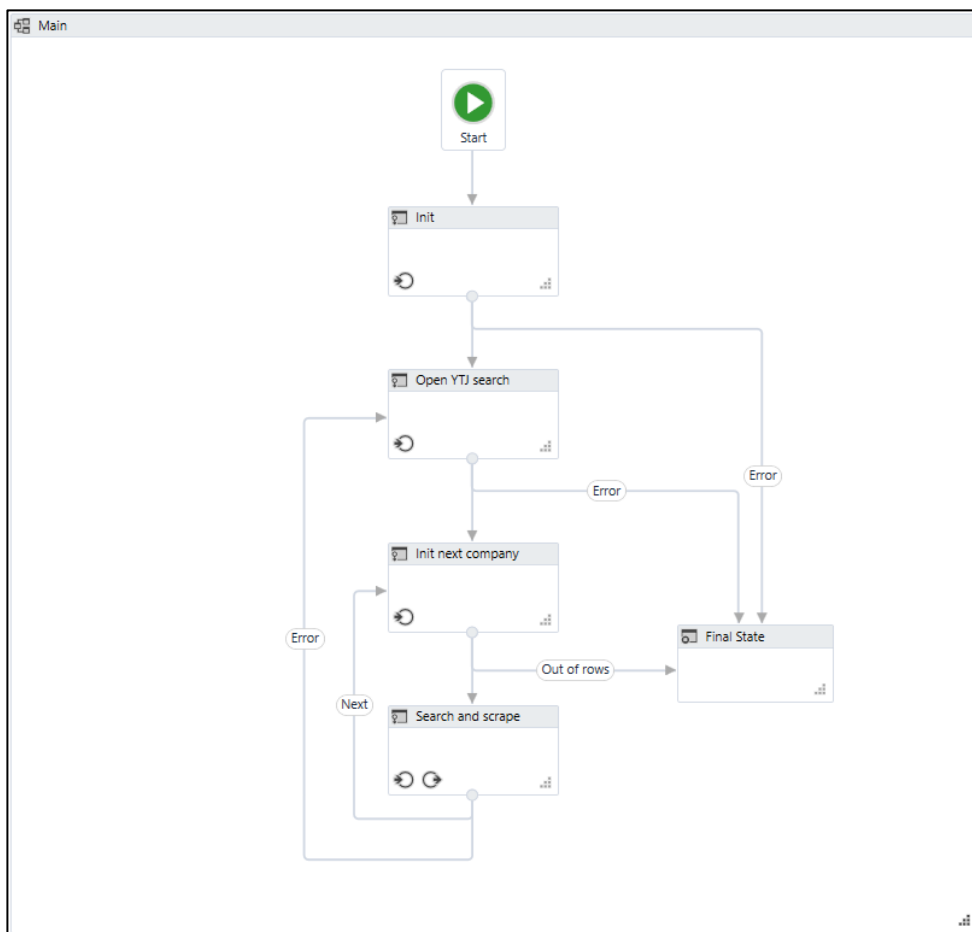 Main
Start
Init
Open YTJ search
Error
Error
Init next company
Error
Final State
Out of rows
Next
Search and scrape